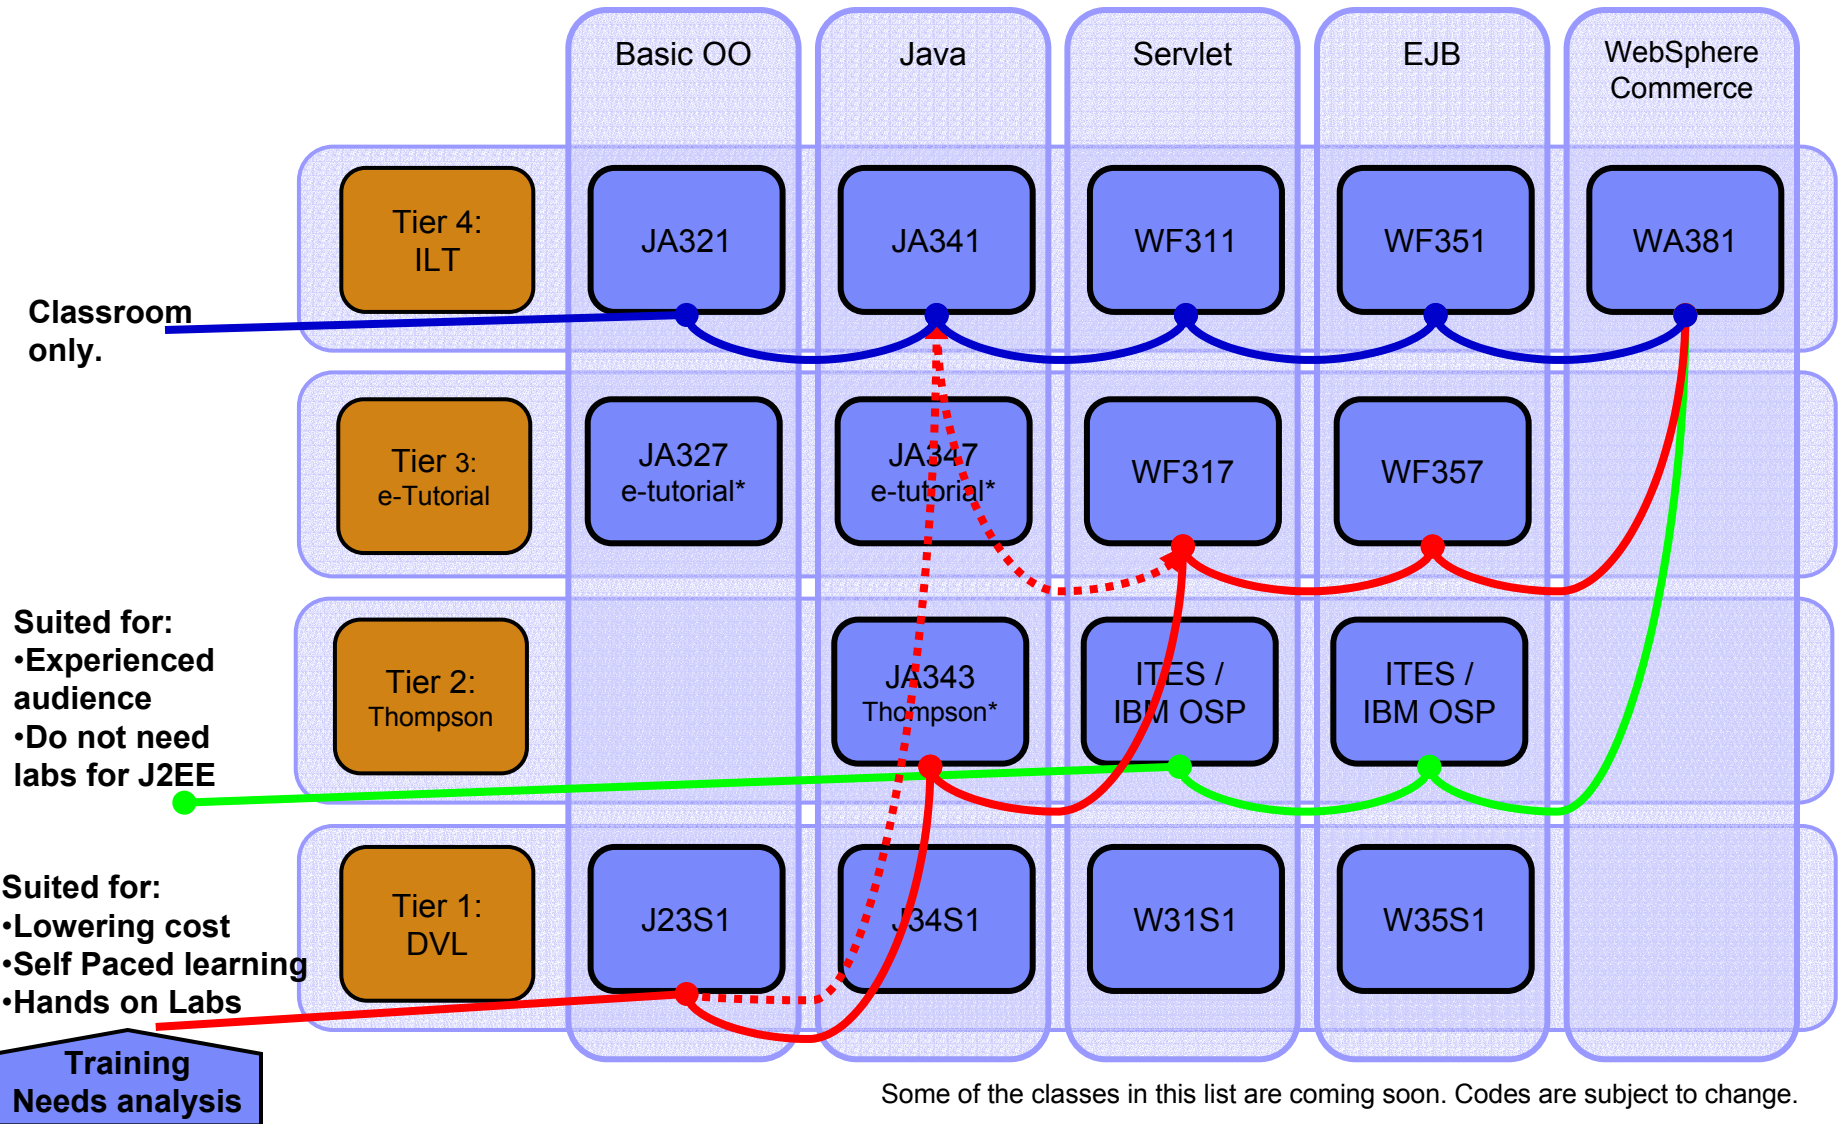 Basic OO
Java
Servlet
EJB
WebSphere
Commerce
Tier 4:
ILT
JA321
JA341
WF311
WF351
WA381
Classroom
only.
Tier 3:
e-Tutorial
JA327
e-tutorial*
JA347
e-tutorial*
WF317
WF357
Suited for:
•Experienced
audience
•Do not need
labs for J2EE
Tier 2:
Thompson
JA343
Thompson*
ITES /
IBM OSP
ITES /
IBM OSP
Suited for:
•Lowering cost
•Self Paced learning
•Hands on Labs
Tier 1:
DVL
J23S1
J34S1
W31S1
W35S1
Training
Needs analysis
Some of the classes in this list are coming soon. Codes are subject to change.